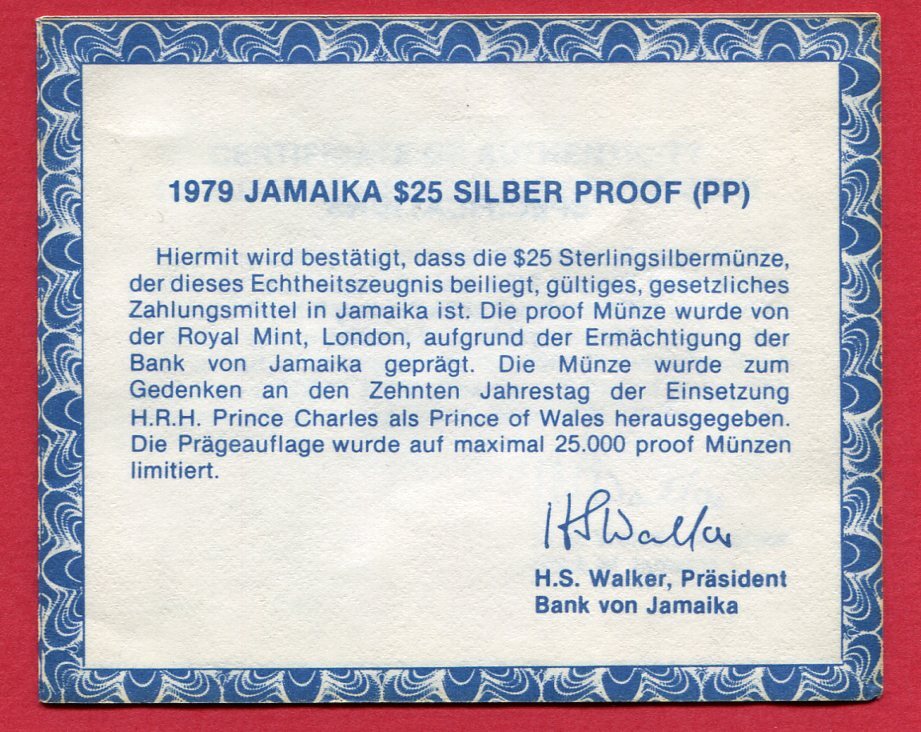 1979 JAMAIKA $25 SILBER PROOF (PP)
Hiermit wird bestätigt, dass die $25 Sterlingsilbermünze,
der dieses Echtheitszeugnis beiliegt, gültiges, gesetzliches
Zahlungsmittel in Jamaika ist. Die proof Münze wurde von
der Royal Mint, London, aufgrund der Ermächtigung der
Bank von Jamaika geprägt. Die Münze wurde zum
Gedenken an den Zehnten Jahrestag der Einsetzung
H.R.H. Prince Charles als Prince of Wales herausgegeben.
Die Prägeauflage wurde auf maximal 25.000 proof Münzen
limitiert.
HSWalker
H.S. Walker, Präsident
Bank von Jamaika